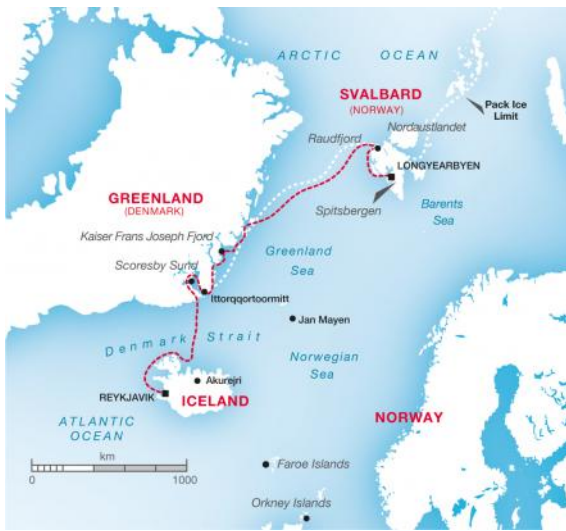 ARCTIC OCEAN
SVALBARD
(NORWAY)
Pack Ice
Limit
Nordaustlandet
Raudfjord
LONGYEARBYEN
GREENLAND
(DENMARK)
Spitsbergen
Barents
Sea
Kaiser Frans Joseph Fjord
Greenland
Sea
Scoresby Sund
Ittorqqortoormitt
Jan Mayen
Denmark Strait
Norwegian
Sea
Akurejri
REYKJAVIK
ICELAND
NORWAY
ATLANTIC
OCEAN
km
0 1000
Faroe Islands
Orkney Islands